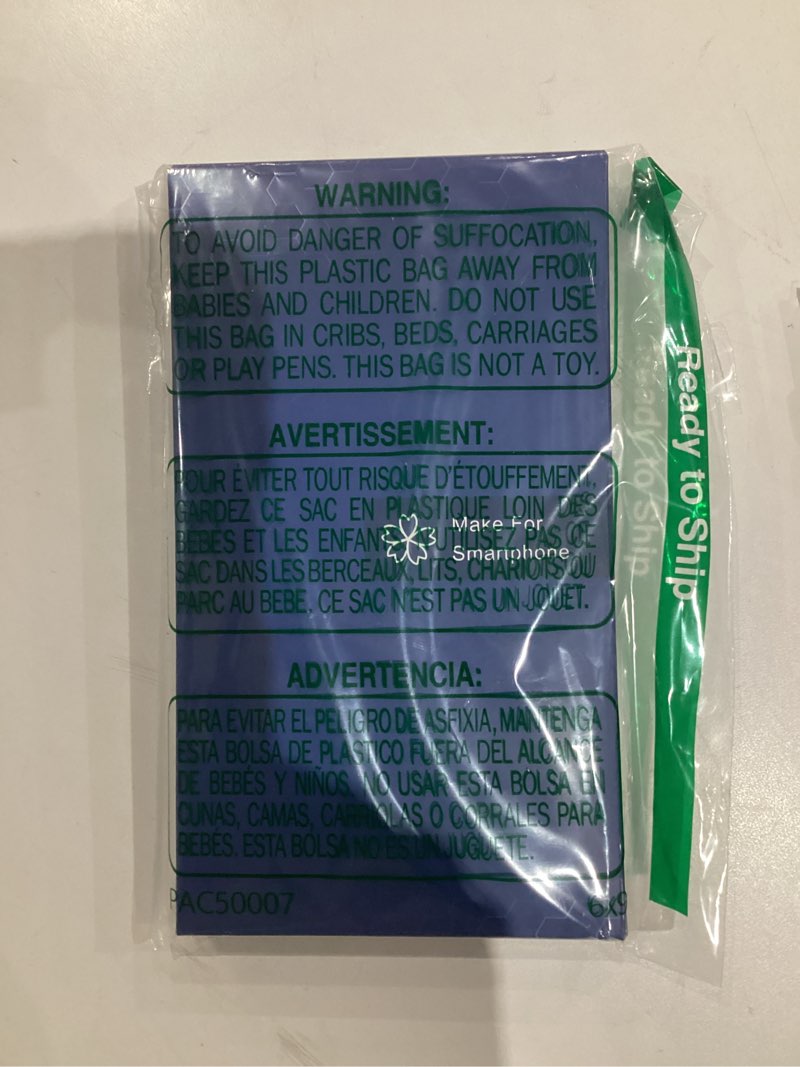 WARNING:
TO AVOID DANGER OF SUFFOCATION,
KEEP THIS PLASTIC BAG AWAY FROM
BABIES AND CHILDREN. DO NOT USE
THIS BAG IN CRIBS, BEDS, CARRIAGES
OR PLAY PENS. THIS BAG IS NOT A TOY.
AVERTISSEMENT:
POUR EVITER TOUT RISQUE D'ÉTOUFFEMENT,
GARDEZ CE SAC EN PLASTIQUE LOIN DES
BEBES ET LES ENFANTS. UTILISEZ PAS CE
SAC DANS LES BERCEAUX, LITS, CHARIOTS OU
PARC AU BEBE. CE SAC N'EST PAS UN JOUET.
Make For
Smartphone
ADVERTENCIA:
PARA EVITAR EL PELIGRO DE ASFIXIA, MANTENGA
ESTA BOLSA DE PLASTICO FUERA DEL ALCANCE
DE BEBÉS Y NIÑOS. NO USAR ESTA BOLSA EN
CUNAS, CAMAS, CARRIOLAS O CORRALES PARA
BEBÉS. ESTA BOLSA NO ES UN JUGUETE.
PAC50007
6x9
Ready to Ship
Ready to Ship